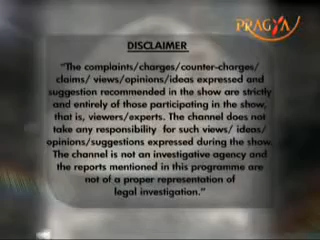 PRAGYA
DISCLAIMER
"The complaints/charges/counter-charges/
claims/ views/opinions/ideas expressed and
suggestion recommended in the show are strictly
and entirely of those participating in the show,
that is, viewers/experts. The channel does not
take any responsibility for such views/ ideas/
opinions/suggestions expressed during the show.
The channel is not an investigative agency and
the reports mentioned in this programme are
not of a proper representation of
legal investigation."